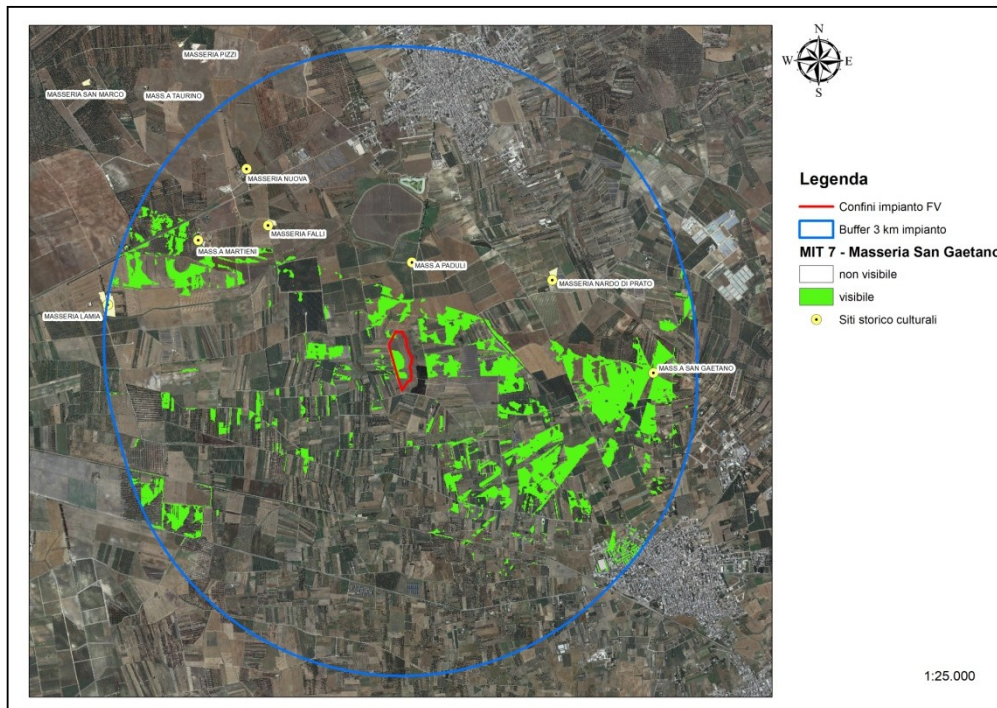 MASSERIA PIZZI
MASSERIA SAN MARCO
MASS.A TAURINO
MASSERIA NUOVA
MASSERIA FALLI
MASS.A MARTIENI
MASS.A PADULI
MASSERIA NARDO DI PRATO
MASSERIA LAMIA
MASS.A SAN GAETANO
N
W E
S
Legenda
Confini impianto FV
Buffer 3 km impianto
MIT 7 - Masseria San Gaetano
non visibile
visibile
Siti storico culturali
1:25.000